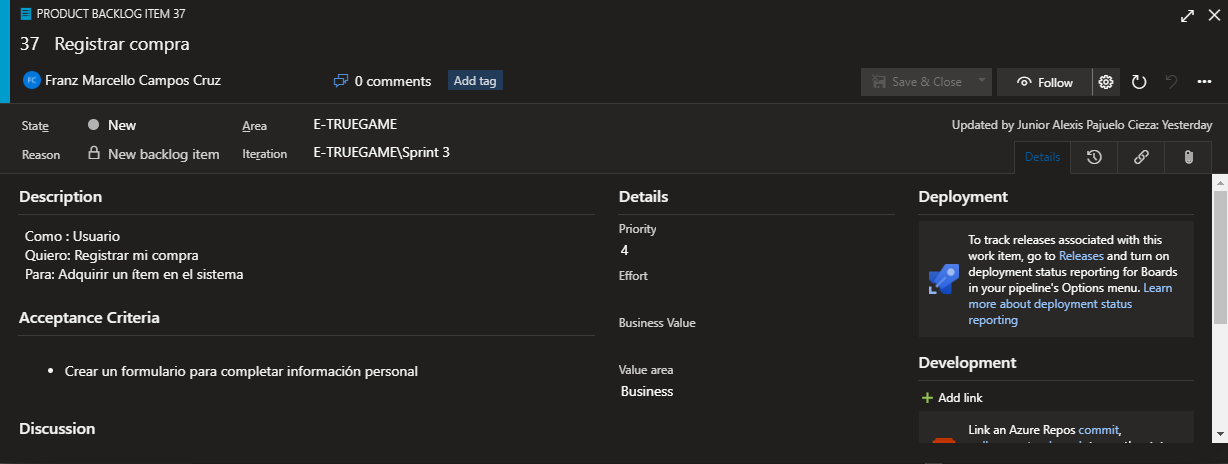 PRODUCT BACKLOG ITEM 37
37 Registrar compra
FC Franz Marcello Campos Cruz 0 comments Add tag Save & Close Follow
State New Area E-TRUEGAME Updated by Junior Alexis Pajuelo Cieza: Yesterday
Reason New backlog item Iteration E-TRUEGAME\Sprint 3 Details
Description
Como : Usuario
Quiero: Registrar mi compra
Para: Adquirir un ítem en el sistema
Acceptance Criteria
• Crear un formulario para completar información personal
Discussion
Details
Priority
4
Effort
Business Value
Value area
Business
Deployment
To track releases associated with this
work item, go to Releases and turn on
deployment status reporting for Boards
in your pipeline's Options menu. Learn
more about deployment status
reporting
Development
+ Add link
Link an Azure Repos commit,